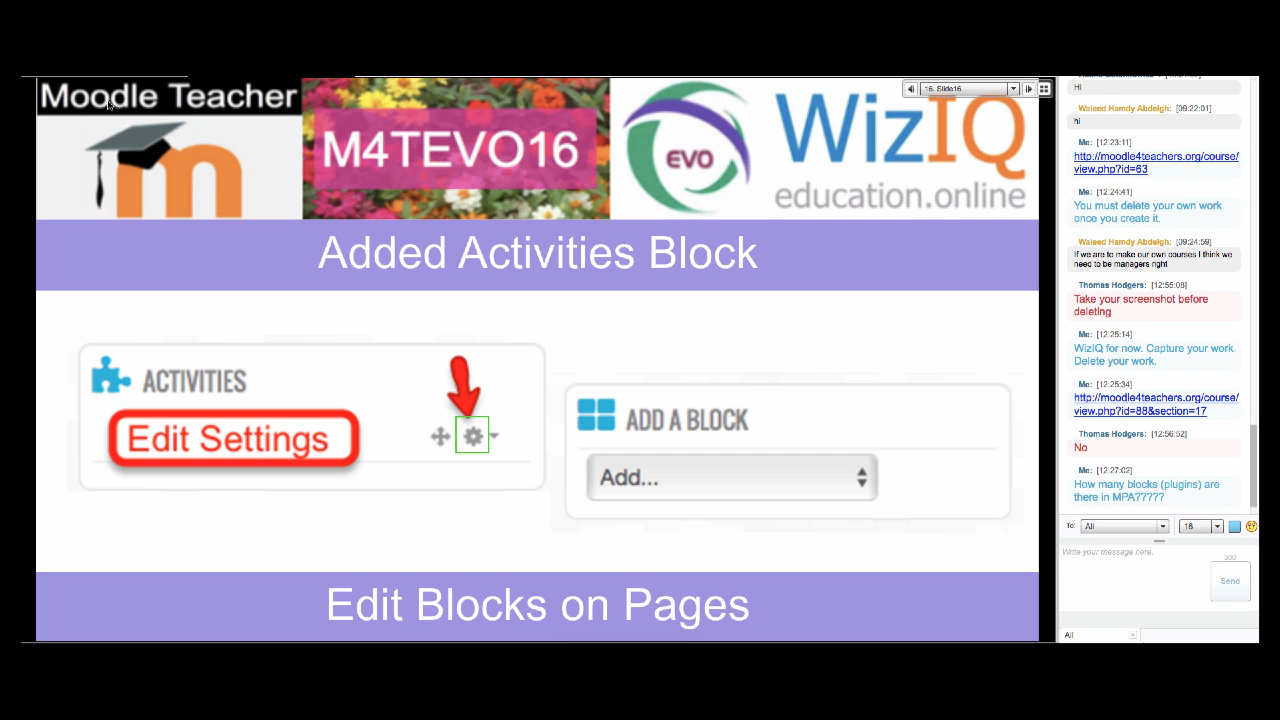 Moodle Teacher
M4TEVO16
EVO
WizIQ
education.online
16. Slide16
Added Activities Block
ACTIVITIES
Edit Settings
ADD A BLOCK
Add...
Edit Blocks on Pages
Hi
Waleed Hamdy Abdelgh: [09:22:01]
hi
Me: [12:23:11]
http://moodle4teachers.org/course/
view.php?id=63
Me: [12:24:41]
You must delete your own work
once you create it.
Waleed Hamdy Abdelgh: [09:24:59]
If we are to make our own courses I think we
need to be managers right
Thomas Hodgers: [12:55:08]
Take your screenshot before
deleting
Me: [12:25:14]
WizIQ for now. Capture your work.
Delete your work.
Me: [12:25:34]
http://moodle4teachers.org/course/
view.php?id=88&section=17
Thomas Hodgers: [12:56:52]
No
Me: [12:27:02]
How many blocks (plugins) are
there in MPA?????
To: All 16
Write your message here.
300
Send
All